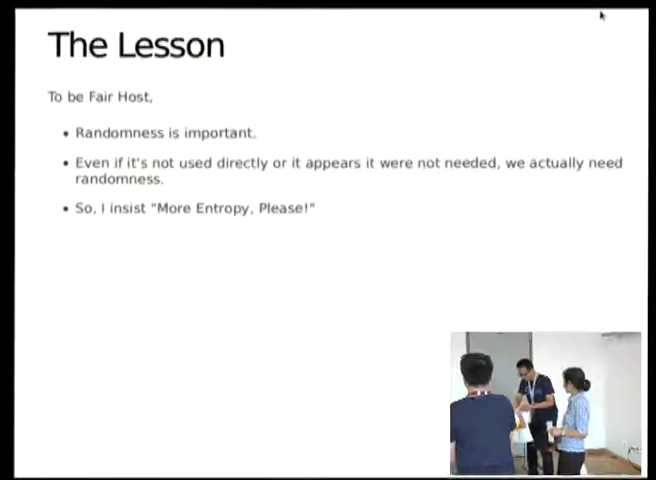 The Lesson
To be Fair Host,
• Randomness is important.
• Even if it's not used directly or it appears it were not needed, we actually need
randomness.
• So, I insist "More Entropy, Please!"